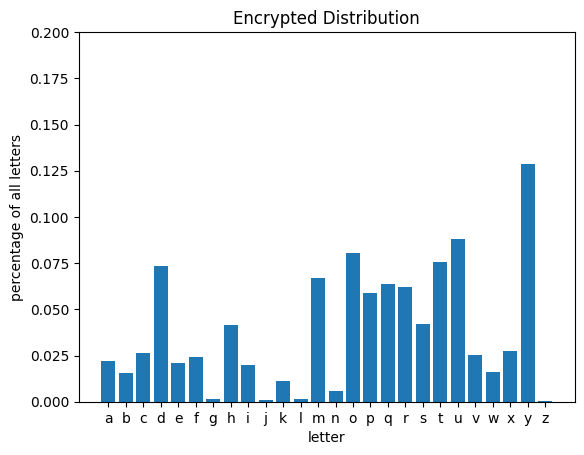 Encrypted Distribution
0.200
0.175
0.150
0.125
0.100
0.075
0.050
0.025
0.000
percentage of all letters
a b c d e f g h i j k l m n o p q r s t u v w x y z
letter